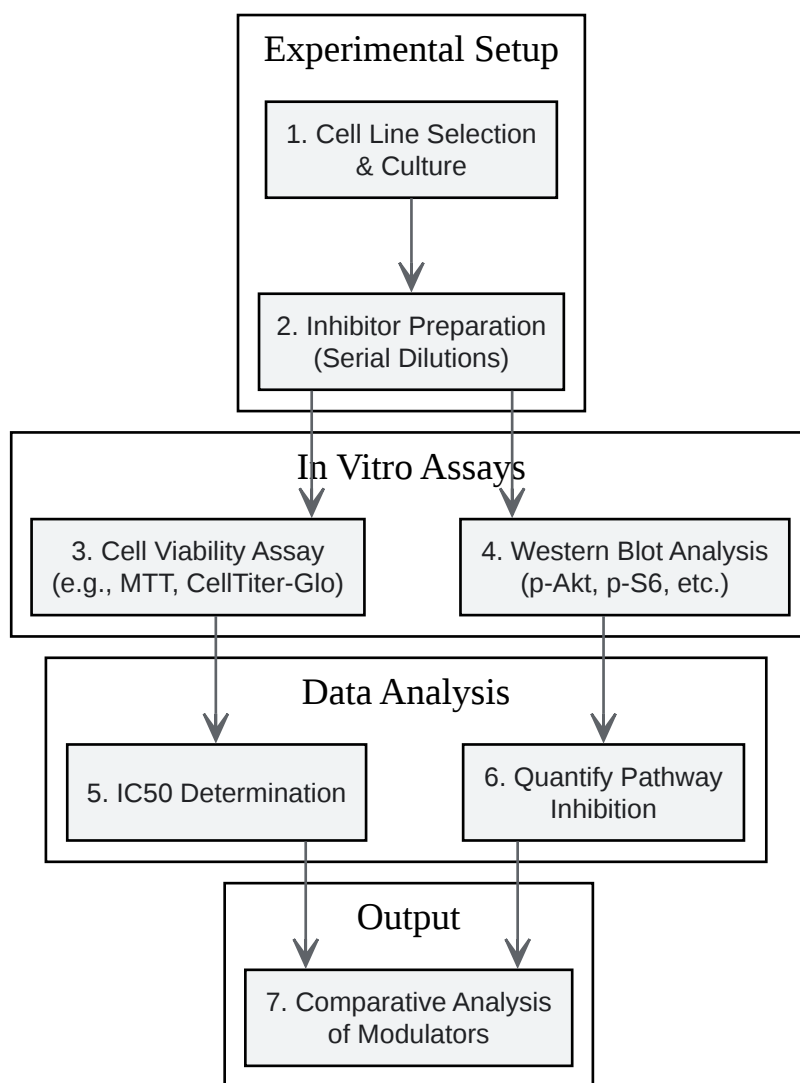 Experimental Setup
1. Cell Line Selection
& Culture
2. Inhibitor Preparation
(Serial Dilutions)
In Vitro Assays
3. Cell Viability Assay
(e.g., MTT, CellTiter-Glo)
4. Western Blot Analysis
(p-Akt, p-S6, etc.)
Data Analysis
5. IC50 Determination
6. Quantify Pathway
Inhibition
Output
7. Comparative Analysis
of Modulators